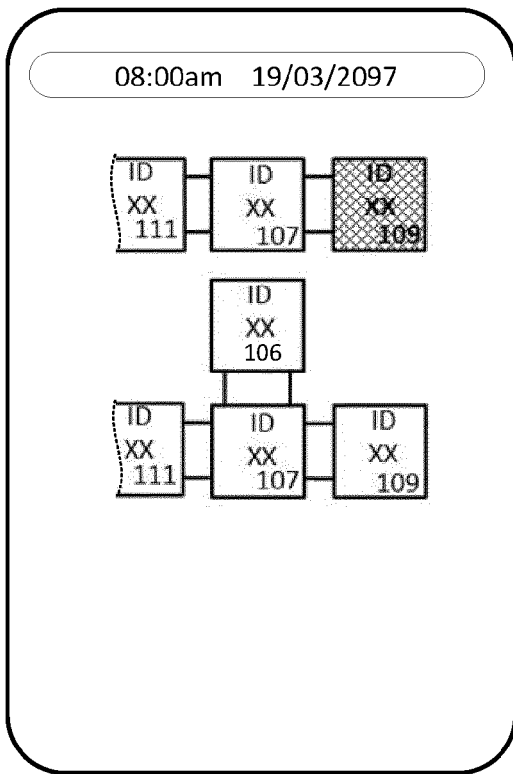 08:00am 19/03/2097
ID ID ID
XX XX XX
111 107 109
ID
XX
106
ID ID ID
XX XX XX
111 107 109